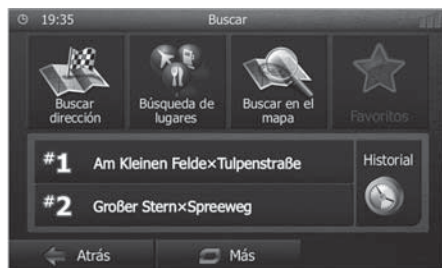 19:35 Buscar
Buscar dirección
Búsqueda de lugares
Buscar en el mapa
Favoritos
#1 Am Kleinen Felde×Tulpenstraße
Historial
#2 Großer Stern×Spreeweg
Atrás
Más